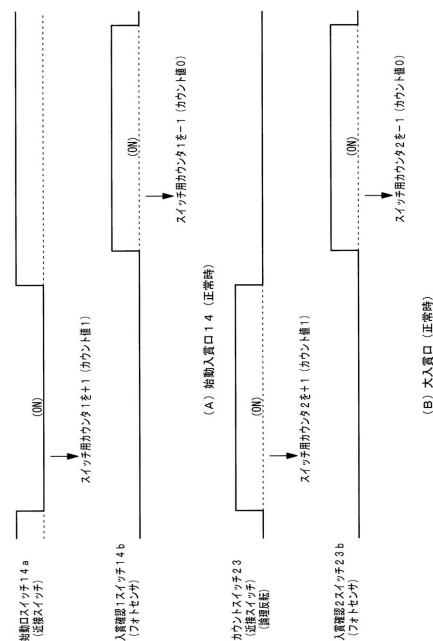 始動口スイッチ14a
(近接スイッチ)
(ON)
スイッチ用カウンタ1を+1 (カウント値1)
入賞確認1スイッチ14b
(フォトセンサ)
(ON)
スイッチ用カウンタ1を-1 (カウント値0)
(A) 始動入賞口14 (正常時)
カウントスイッチ23
(近接スイッチ)
(論理反転)
(ON)
スイッチ用カウンタ2を+1 (カウント値1)
入賞確認2スイッチ23b
(フォトセンサ)
(ON)
スイッチ用カウンタ2を-1 (カウント値0)
(B) 大入賞口 (正常時)